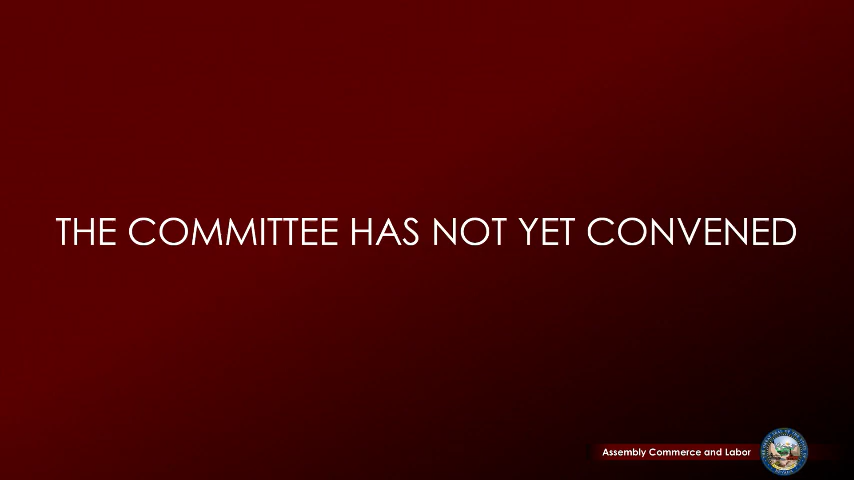 THE COMMITTEE HAS NOT YET CONVENED
Assembly Commerce and Labor